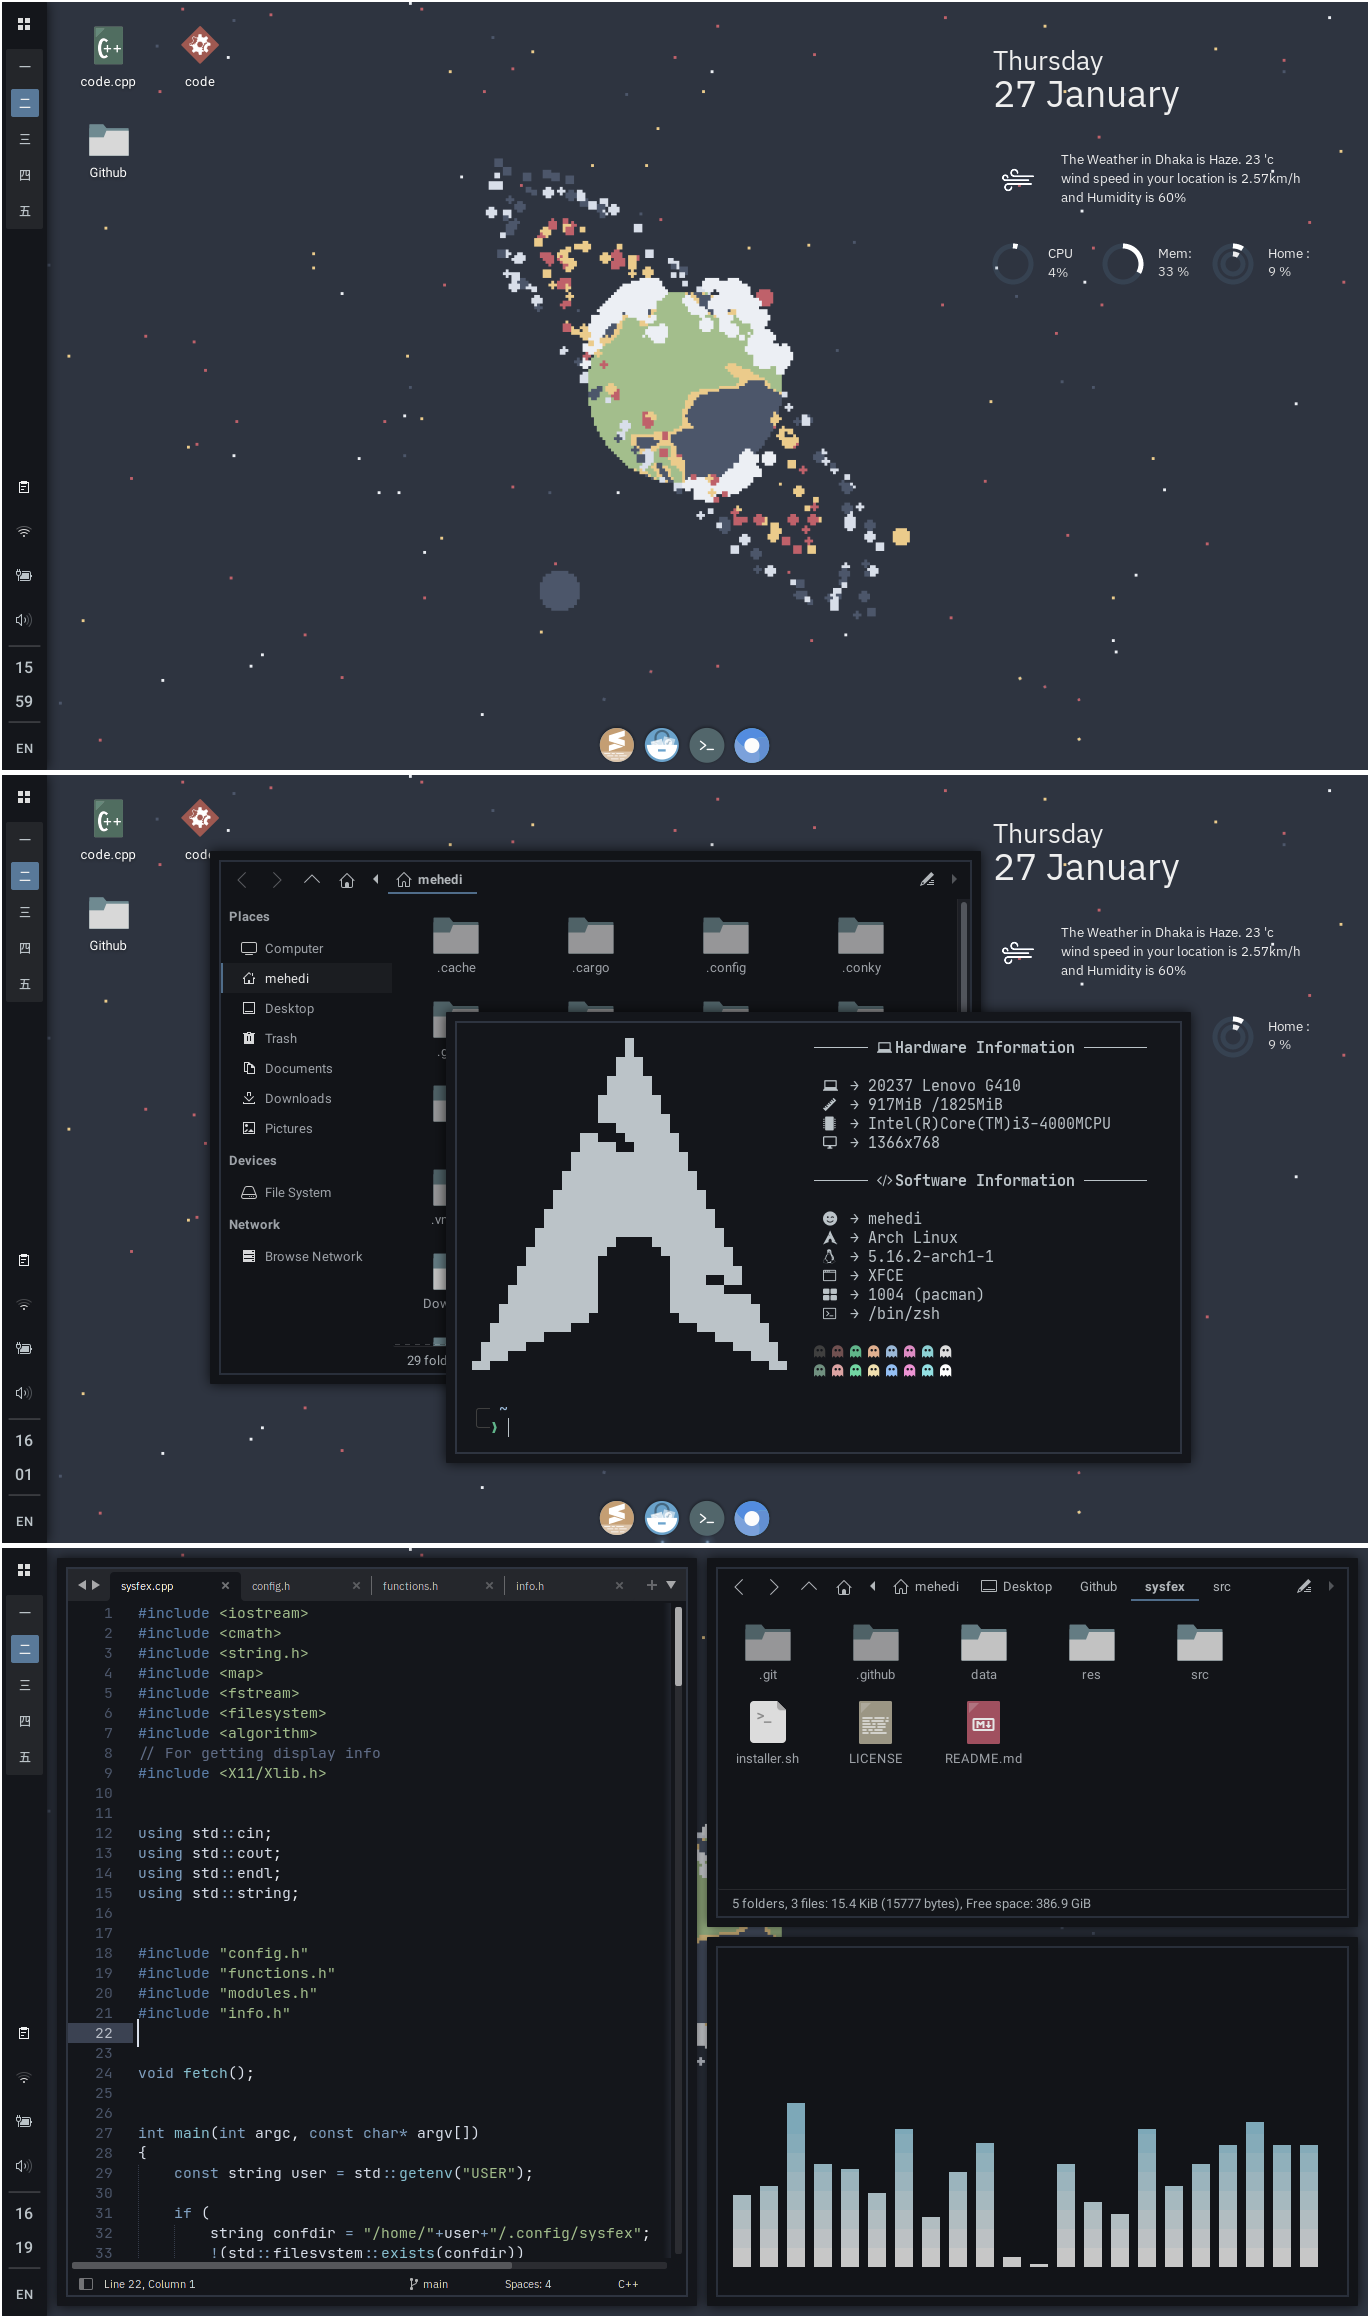 一
二
三
四
五
15
59
EN
C++
code.cpp
code
Github
Thursday
27 January
The Weather in Dhaka is Haze. 23 'c
wind speed in your location is 2.57km/h
and Humidity is 60%
CPU
4%
Mem:
33 %
Home :
9 %
一
二
三
四
五
16
01
EN
C++
code.cpp
Github
Thursday
27 January
The Weather in Dhaka is Haze. 23 'c
wind speed in your location is 2.57km/h
and Humidity is 60%
Home :
9 %
mehedi
Places
Computer
mehedi
Desktop
Trash
Documents
Downloads
Pictures
Devices
File System
Network
Browse Network
.cache
.cargo
.config
.conky
29 fold
Hardware Information
→ 20237 Lenovo G410
→ 917MiB /1825MiB
→ Intel(R)Core(TM)i3-4000MCPU
→ 1366x768
</>Software Information
→ mehedi
→ Arch Linux
→ 5.16.2-arch1-1
→ XFCE
→ 1004 (pacman)
→ /bin/zsh
~
一
二
三
四
五
16
19
EN
sysfex.cpp
config.h
functions.h
info.h
1 #include <iostream>
2 #include <cmath>
3 #include <string.h>
4 #include <map>
5 #include <fstream>
6 #include <filesystem>
7 #include <algorithm>
8 // For getting display info
9 #include <X11/Xlib.h>
10
11
12 using std::cin;
13 using std::cout;
14 using std::endl;
15 using std::string;
16
17
18 #include "config.h"
19 #include "functions.h"
20 #include "modules.h"
21 #include "info.h"
22
23
24 void fetch();
25
26
27 int main(int argc, const char* argv[])
28 {
29 const string user = std::getenv("USER");
30
31 if (
32 string confdir = "/home/"+user+"/.config/sysfex";
33 !(std::filesystem::exists(confdir))
Line 22, Column 1
main
Spaces: 4
C++
mehedi
Desktop
Github
sysfex
src
.git
.github
data
res
src
installer.sh
LICENSE
README.md
5 folders, 3 files: 15.4 KiB (15777 bytes), Free space: 386.9 GiB